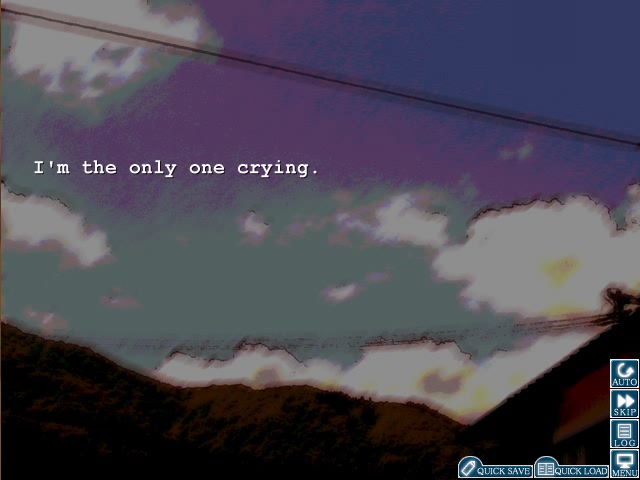 I'm the only one crying.
AUTO
SKIP
LOG
MENU
QUICK SAVE
QUICK LOAD